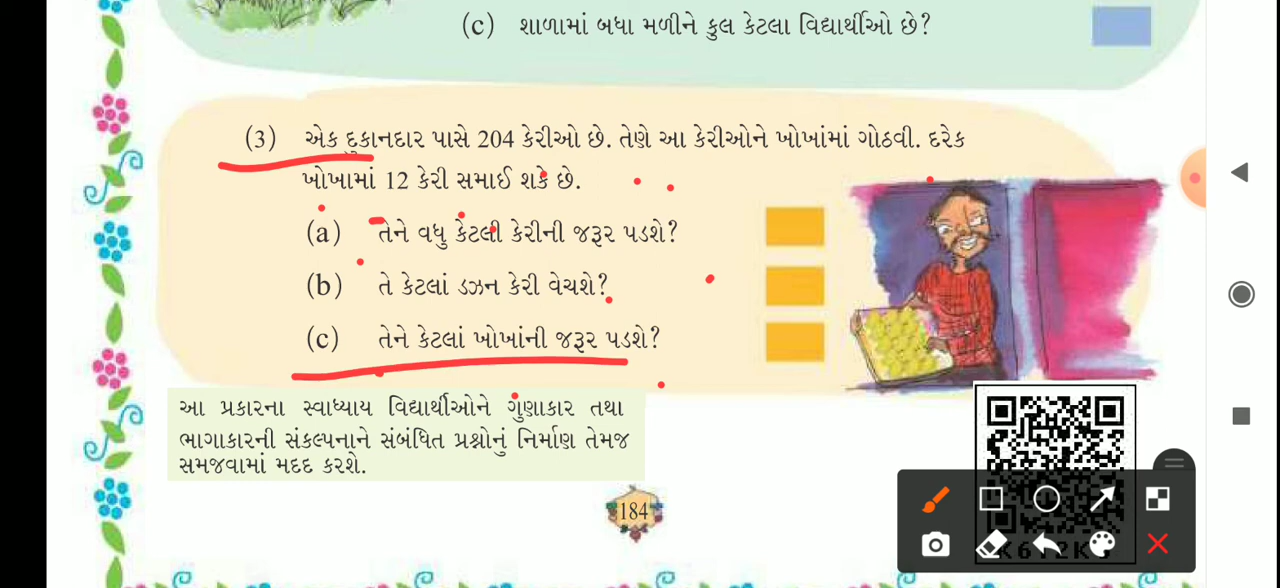 (c) શાળામાં બધા મળીને કુલ કેટલા વિદ્યાર્થીઓ છે?
(3) એક દુકાનદાર પાસે 204 કેરીઓ છે. તેણે આ કેરીઓને ખોખાંમાં ગોઠવી. દરેક
ખોખામાં 12 કેરી સમાઈ શકે છે.
(a) તેને વધુ કેટલી કેરીની જરૂર પડશે?
(b) તે કેટલાં ડઝન કેરી વેચશે?
(c) તેને કેટલાં ખોખાંની જરૂર પડશે?
આ પ્રકારના સ્વાધ્યાય વિદ્યાર્થીઓને ગુણાકાર તથા
ભાગાકારની સંકલ્પનાને સંબંધિત પ્રશ્નોનું નિર્માણ તેમજ
સમજવામાં મદદ કરશે.
184